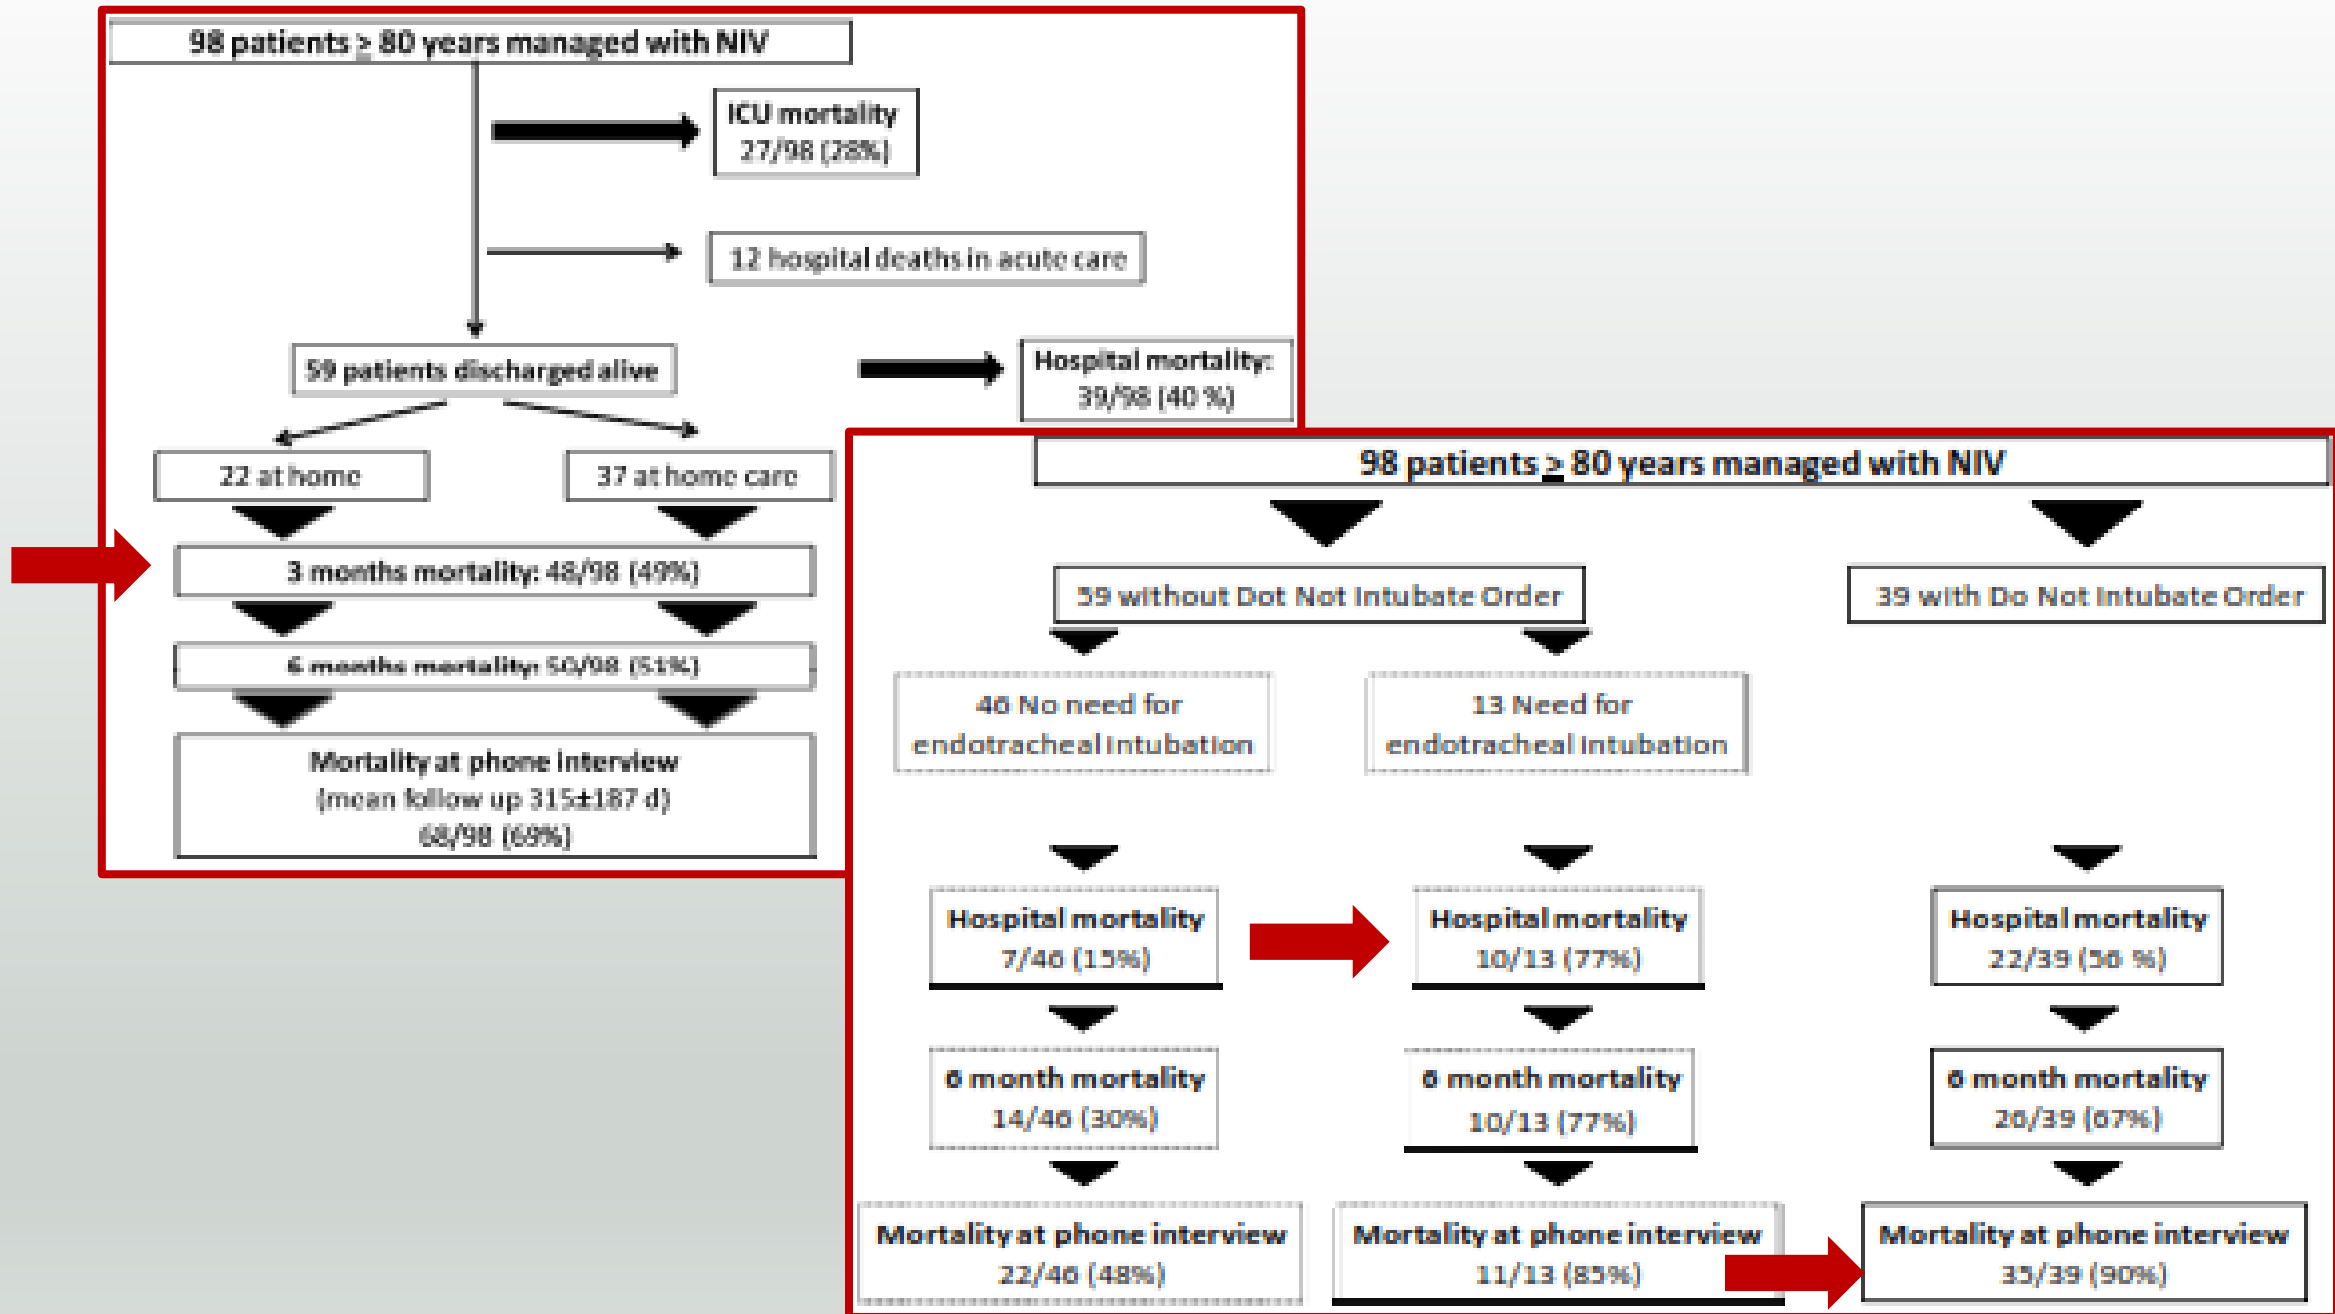 98 patients ≥ 80 years managed with NIV
ICU mortality
27/98 (28%)
12 hospital deaths in acute care
59 patients discharged alive
Hospital mortality:
39/98 (40 %)
22 at home
37 at home care
3 months mortality: 48/98 (49%)
6 months mortality: 50/98 (51%)
Mortality at phone interview
(mean follow up 315±187 d)
68/98 (69%)
98 patients ≥ 80 years managed with NIV
59 without Dot Not Intubate Order
39 with Do Not Intubate Order
46 No need for
endotracheal intubation
13 Need for
endotracheal intubation
Hospital mortality
7/46 (15%)
Hospital mortality
10/13 (77%)
Hospital mortality
22/39 (56 %)
6 month mortality
14/46 (30%)
6 month mortality
10/13 (77%)
6 month mortality
26/39 (67%)
Mortality at phone interview
22/46 (48%)
Mortality at phone interview
11/13 (85%)
Mortality at phone interview
35/39 (90%)